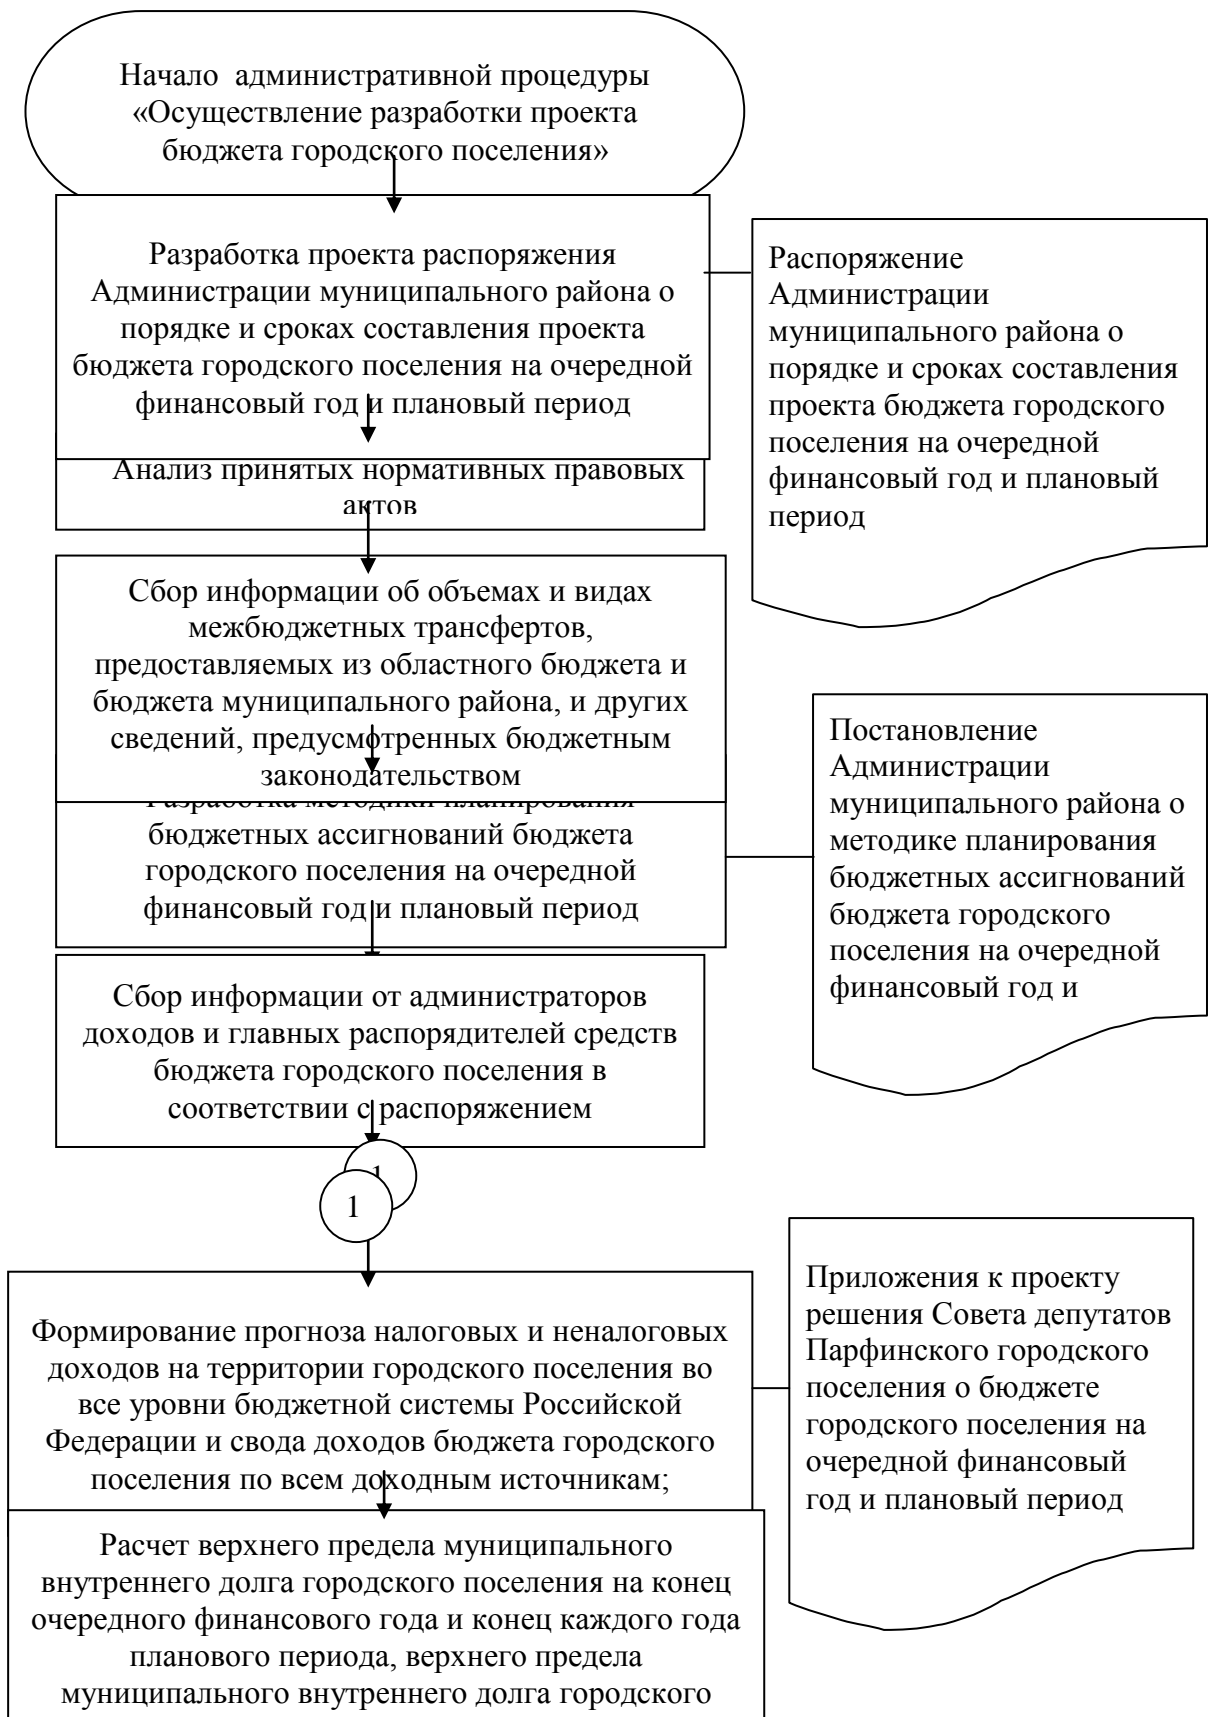 Начало административной процедуры
«Осуществление разработки проекта
бюджета городского поселения»
Разработка проекта распоряжения
Администрации муниципального района о
порядке и сроках составления проекта
бюджета городского поселения на очередной
финансовый год и плановый период
Распоряжение
Администрации
муниципального района о
порядке и сроках составления
проекта бюджета городского
поселения на очередной
финансовый год и плановый
период
Анализ принятых нормативных правовых
актов
Сбор информации об объемах и видах
межбюджетных трансфертов,
предоставляемых из областного бюджета и
бюджета муниципального района, и других
сведений, предусмотренных бюджетным
законодательством
Разработка методики планирования
бюджетных ассигнований бюджета
городского поселения на очередной
финансовый год и плановый период
Постановление
Администрации
муниципального района о
методике планирования
бюджетных ассигнований
бюджета городского
поселения на очередной
финансовый год и
Сбор информации от администраторов
доходов и главных распорядителей средств
бюджета городского поселения в
соответствии с распоряжением
1
1
Формирование прогноза налоговых и неналоговых
доходов на территории городского поселения во
все уровни бюджетной системы Российской
Федерации и свода доходов бюджета городского
поселения по всем доходным источникам;
Приложения к проекту
решения Совета депутатов
Парфинского городского
поселения о бюджете
городского поселения на
очередной финансовый
год и плановый период
Расчет верхнего предела муниципального
внутреннего долга городского поселения на конец
очередного финансового года и конец каждого года
планового периода, верхнего предела
муниципального внутреннего долга городского